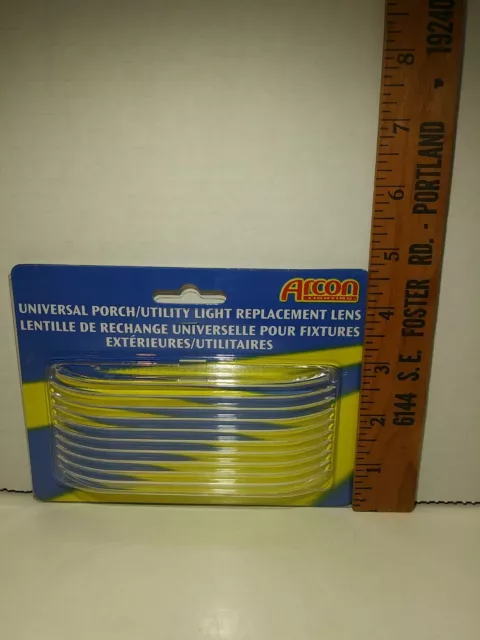 ARCON
LIGHTING
UNIVERSAL PORCH/UTILITY LIGHT REPLACEMENT LENS
LENTILLE DE RECHANGE UNIVERSELLE POUR FIXTURES
EXTÉRIEURES/UTILITAIRES
6144 S.E. FOSTER RD. - PORTLAND - 19240
1
2
3
4
5
6
7
8